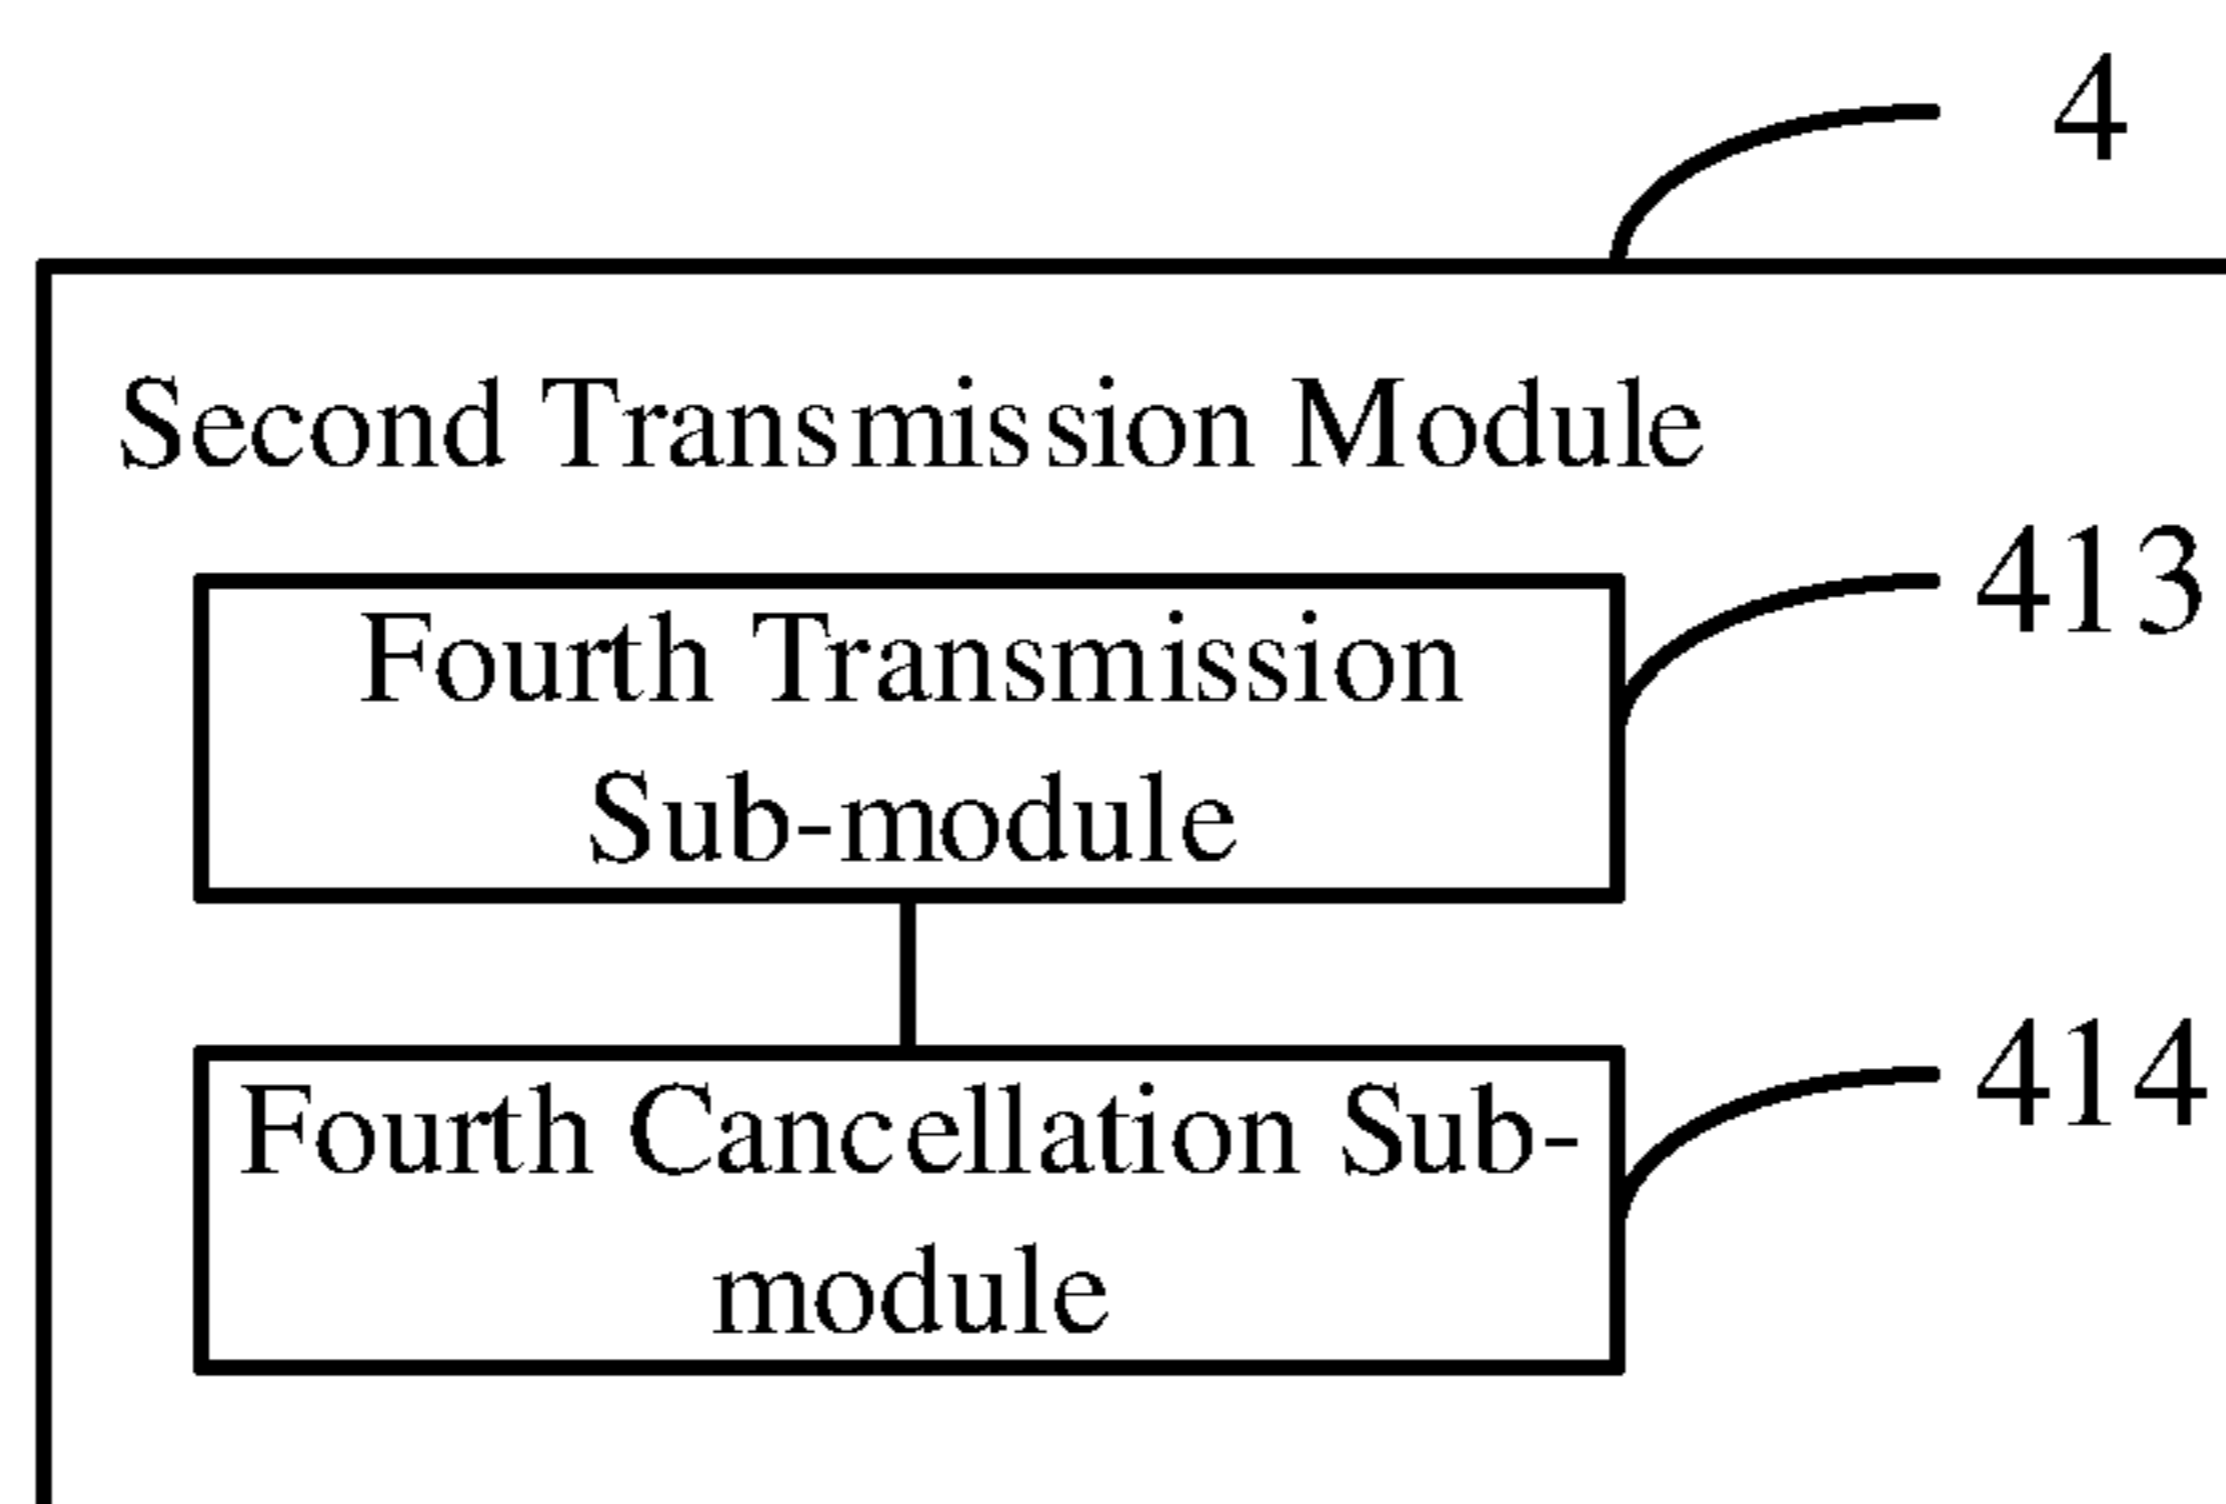 4
Second Transmission Module
413
Fourth Transmission
Sub-module
414
Fourth Cancellation Sub-
module